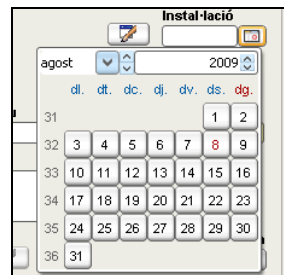 Instal·lació
agost 2009
dl. dt. dc. dj. dv. ds. dg.
31 1 2
32 3 4 5 6 7 8 9
33 10 11 12 13 14 15 16
34 17 18 19 20 21 22 23
35 24 25 26 27 28 29 30
36 31